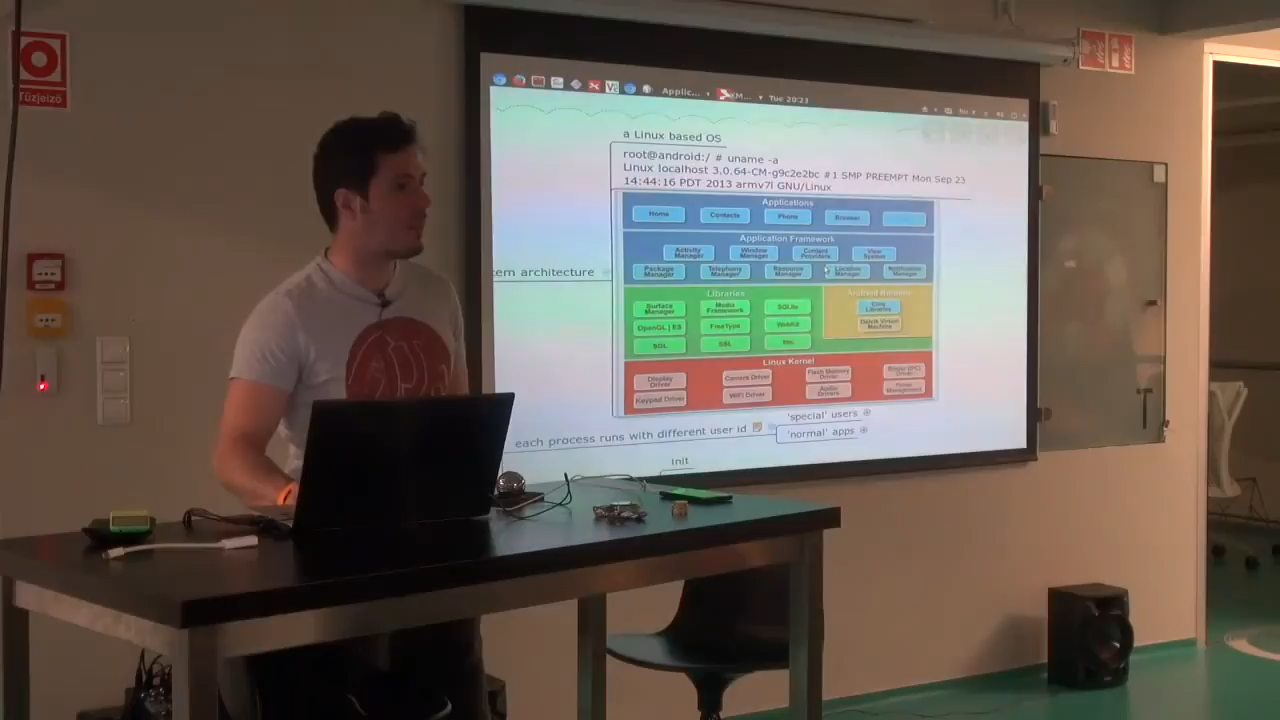 Tűzjelző
Applic...
Tue 20:23
a Linux based OS
root@android:/ # uname -a
Linux localhost 3.0.64-CM-g9c2e2bc #1 SMP PREEMPT Mon Sep 23
14:44:16 PDT 2013 armv7l GNU/Linux
Applications
Home Contacts Phone Browser
Application Framework
Activity Manager Window Manager Content Providers View System
Package Manager Telephony Manager Resource Manager Location Manager Notification Manager
tem architecture
Libraries Android Runtime
Surface Manager Media Framework SQLite Core Libraries
OpenGL | ES FreeType WebKit Dalvik Virtual Machine
SGL SSL libc
Linux Kernel
Display Driver Camera Driver Flash Memory Driver Binder (IPC) Driver
Keypad Driver WiFi Driver Audio Drivers Power Management
'special' users
each process runs with different user id 'normal' apps
init